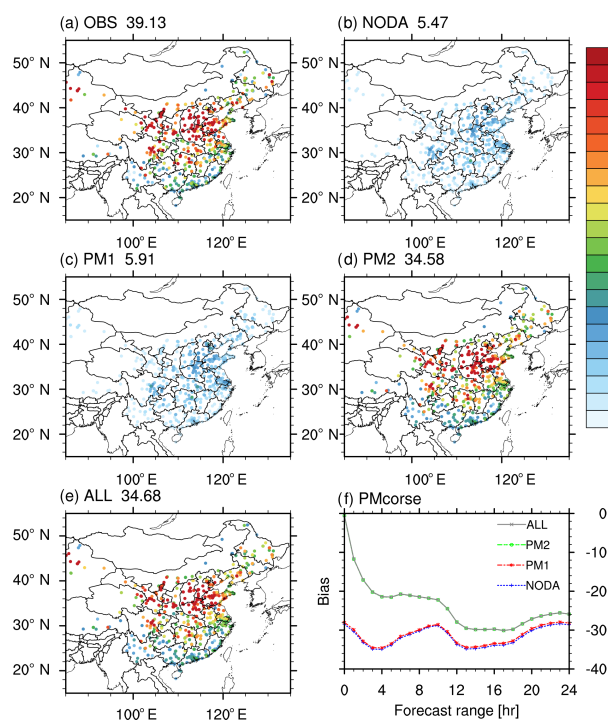 (a) OBS 39.13
(b) NODA 5.47
50° N
40° N
30° N
20° N
100° E
120° E
50° N
40° N
30° N
20° N
100° E
120° E
(c) PM1 5.91
(d) PM2 34.58
50° N
40° N
30° N
20° N
100° E
120° E
50° N
40° N
30° N
20° N
100° E
120° E
(e) ALL 34.68
(f) PMcorse
50° N
40° N
30° N
20° N
100° E
120° E
Bias
ALL
PM2
PM1
NODA
0
-10
-20
-30
-40
0 4 8 12 16 20 24
Forecast range [hr]